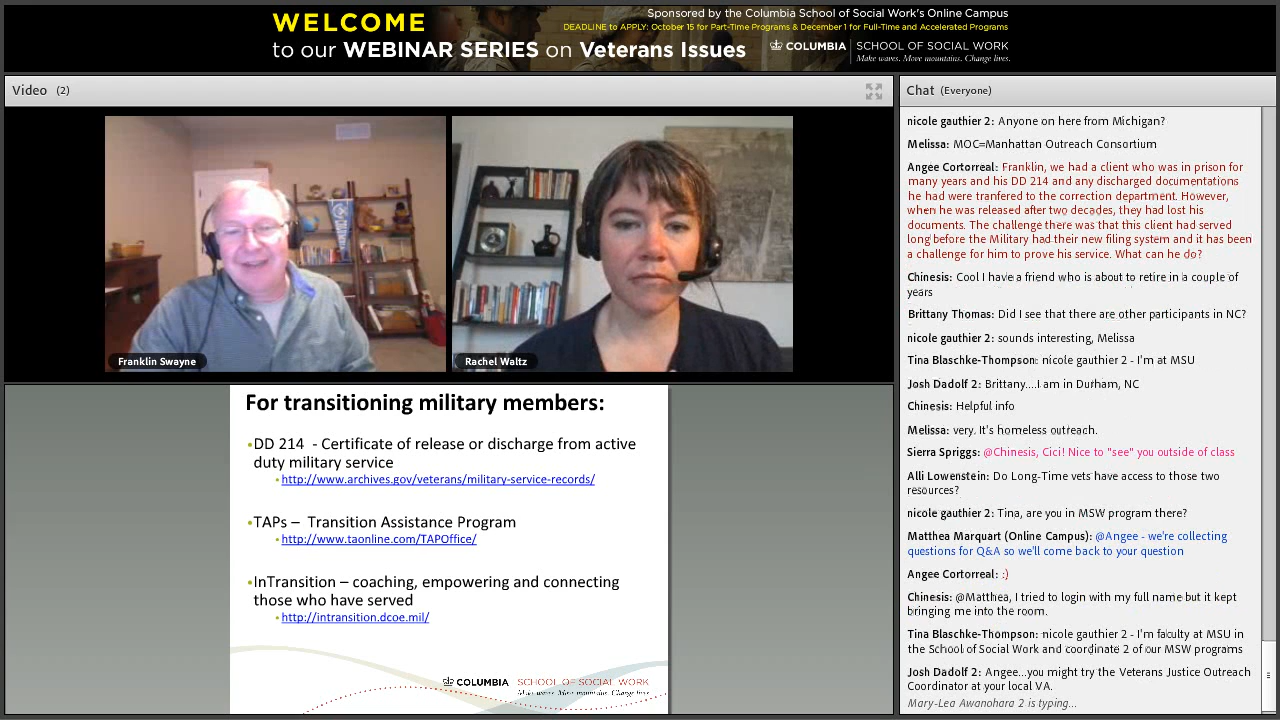 WELCOME
to our WEBINAR SERIES on Veterans Issues
Sponsored by the Columbia School of Social Work's Online Campus
DEADLINE to APPLY: October 15 for Part-Time Programs & December 1 for Full-Time and Accelerated Programs
COLUMBIA SCHOOL OF SOCIAL WORK
Make waves. Move mountains. Change lives.
Video (2)
Franklin Swayne
Rachel Waltz
For transitioning military members:
•DD 214 - Certificate of release or discharge from active
duty military service
•http://www.archives.gov/veterans/military-service-records/
•TAPs – Transition Assistance Program
•http://www.taonline.com/TAPOffice/
•InTransition – coaching, empowering and connecting
those who have served
•http://intransition.dcoe.mil/
COLUMBIA SCHOOL OF SOCIAL WORK
Make waves. Move mountains. Change lives.
Chat (Everyone)
nicole gauthier 2: Anyone on here from Michigan?
Melissa: MOC=Manhattan Outreach Consortium
Angee Cortorreal: Franklin, we had a client who was in prison for
many years and his DD 214 and any discharged documentations
he had were tranfered to the correction department. However,
when he was released after two decades, they had lost his
documents. The challenge there was that this client had served
long before the Military had their new filing system and it has been
a challenge for him to prove his service. What can he do?
Chinesis: Cool I have a friend who is about to retire in a couple of
years
Brittany Thomas: Did I see that there are other participants in NC?
nicole gauthier 2: sounds interesting, Melissa
Tina Blaschke-Thompson: nicole gauthier 2 - I'm at MSU.
Josh Dadolf 2: Brittany....I am in Durham, NC
Chinesis: Helpful info
Melissa: very. It's homeless outreach.
Sierra Spriggs: @Chinesis, Cici! Nice to "see" you outside of class
Alli Lowenstein: Do Long-Time vets have access to those two
resources?
nicole gauthier 2: Tina, are you in MSW program there?
Matthea Marquart (Online Campus): @Angee - we're collecting
questions for Q&A so we'll come back to your question
Angee Cortorreal: :)
Chinesis: @Matthea, I tried to login with my full name but it kept
bringing me into the room.
Tina Blaschke-Thompson: nicole gauthier 2 - I'm faculty at MSU in
the School of Social Work and coordinate 2 of our MSW programs
Josh Dadolf 2: Angee...you might try the Veterans Justice Outreach
Coordinator at your local VA.
Mary-Lea Awanohara 2 is typing...